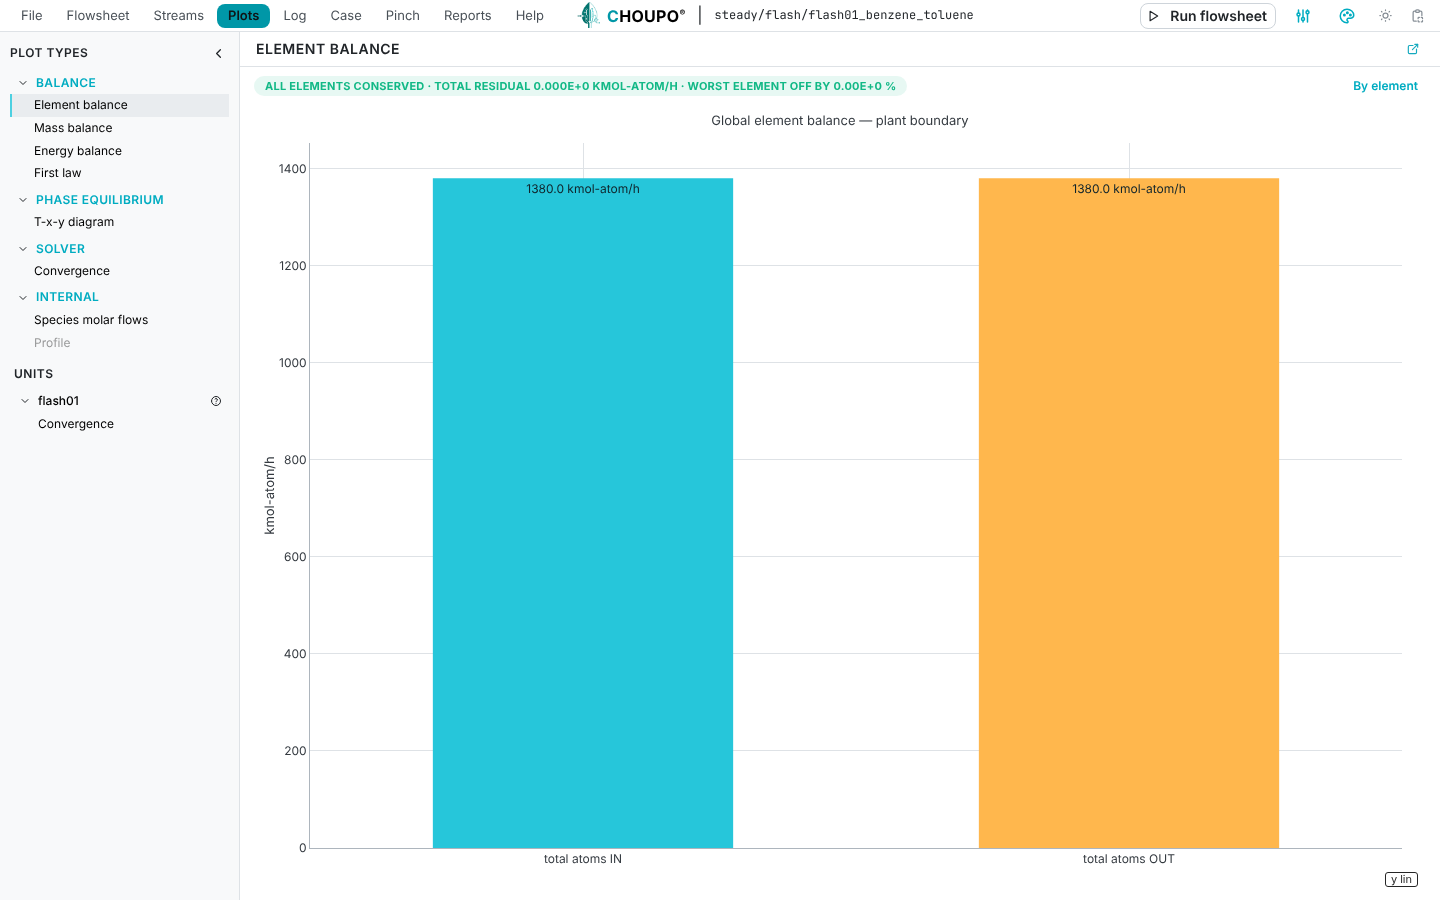 File Flowsheet Streams Plots Log Case Pinch Reports Help CHOUPO® steady/flash/flash01_benzene_toluene Run flowsheet
PLOT TYPES
BALANCE
Element balance
Mass balance
Energy balance
First law
PHASE EQUILIBRIUM
T-x-y diagram
SOLVER
Convergence
INTERNAL
Species molar flows
Profile
UNITS
flash01
Convergence
ELEMENT BALANCE
ALL ELEMENTS CONSERVED · TOTAL RESIDUAL 0.000E+0 KMOL-ATOM/H · WORST ELEMENT OFF BY 0.00E+0 %
By element
Global element balance — plant boundary
1400
1200
1000
800
600
400
200
0
kmol-atom/h
1380.0 kmol-atom/h
1380.0 kmol-atom/h
total atoms IN
total atoms OUT
y lin